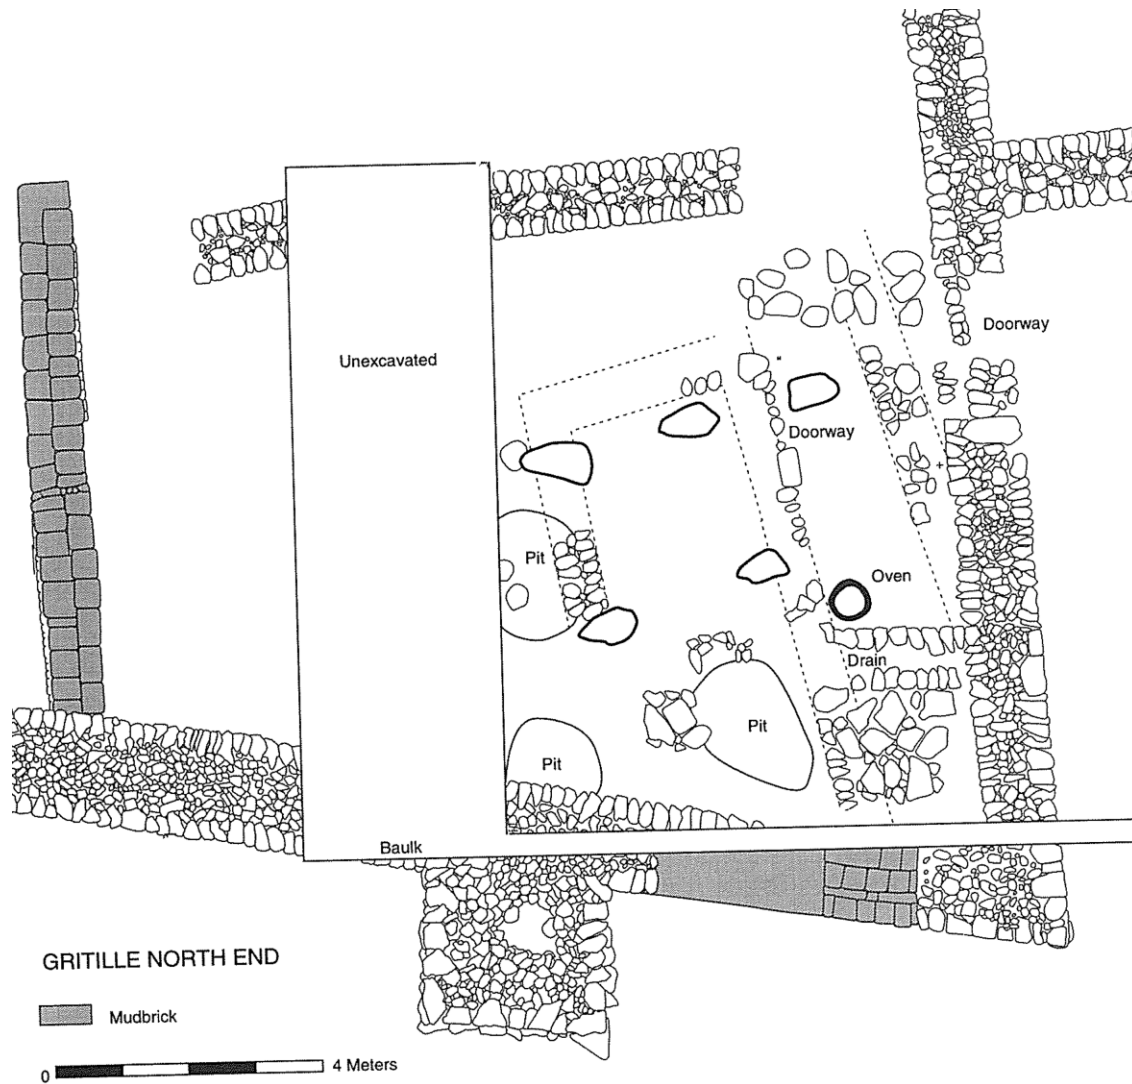 Doorway
Unexcavated
Doorway
Pit
Oven
Drain
Pit
Pit
Baulk
GRITILLE NORTH END
Mudbrick
0 4 Meters